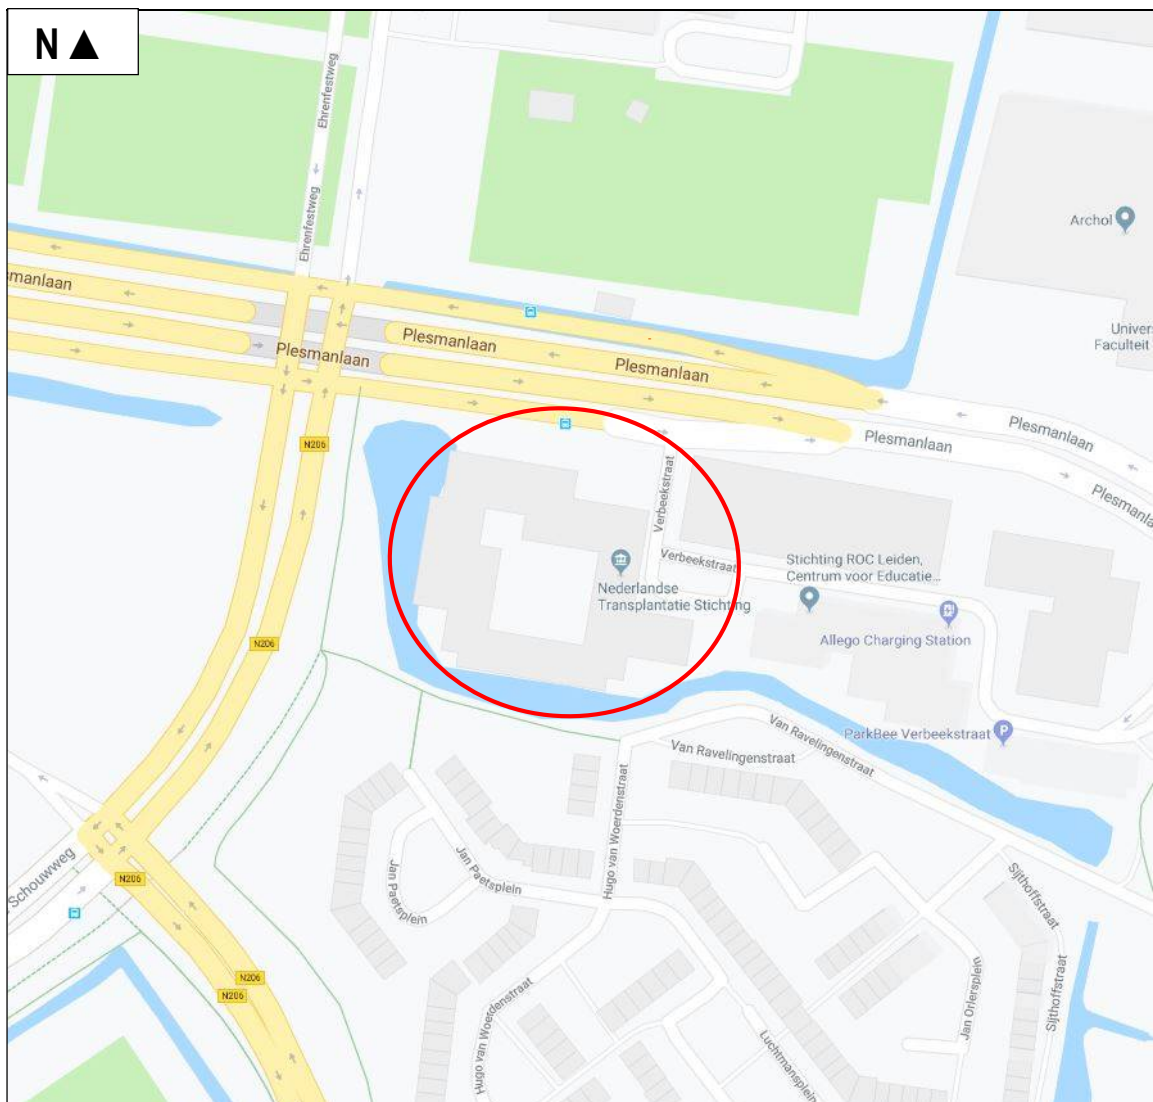 N ▲
Ehrenfestweg
Ehrenfestweg
Archol
smanlaan
Plesmanlaan
Plesmanlaan
Plesmanlaan
Univers
Faculteit
Plesmanlaan
Plesmanlaan
Plesmanlaan
N206
Verbeekstraat
Verbeekstraat
Stichting ROC Leiden,
Centrum voor Educatie...
Nederlandse
Transplantatie Stichting
Allego Charging Station
N206
Van Ravelingenstraat
Van Ravelingenstraat
ParkBee Verbeekstraat
P
Hugo van Woerdenstraat
Schouwweg
N206
Jan Paetsplein
Jan Paetsplein
Sijthoffstraat
Sijthoffstraat
Jan Orlersplein
N206
N206
Hugo van Woerdenstraat
Luchtmansplein